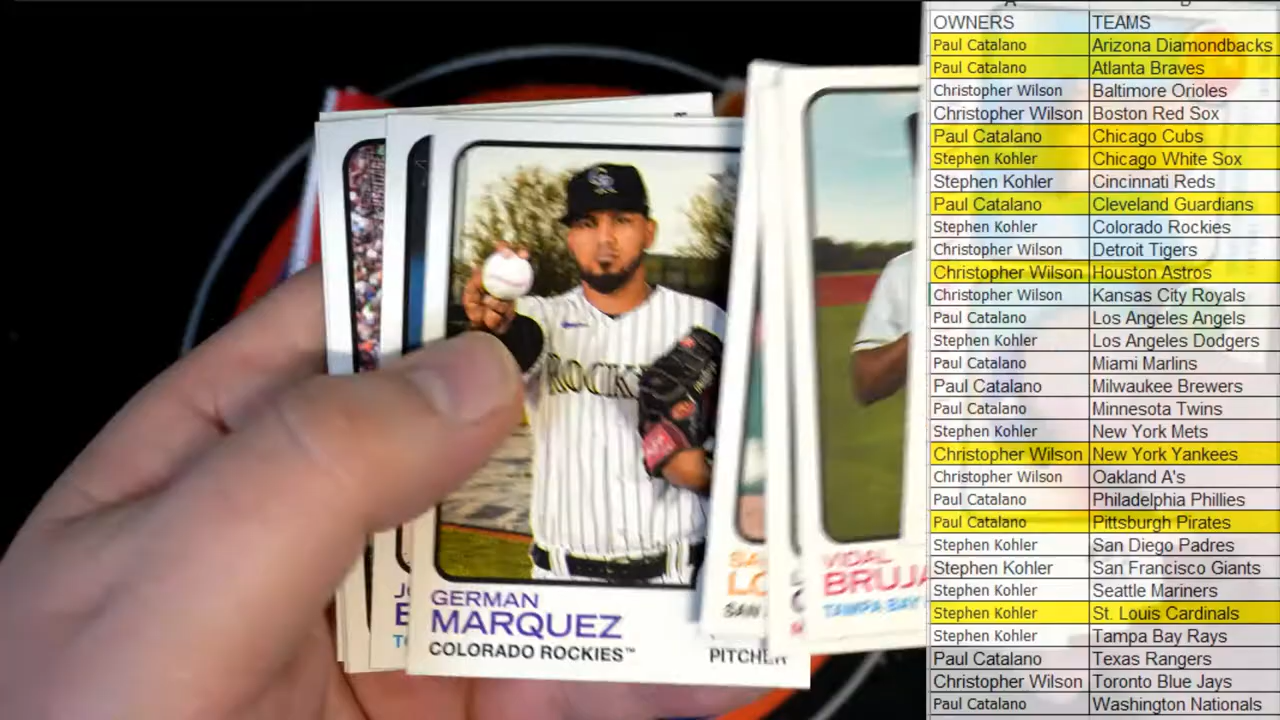 OWNERS TEAMS
Paul Catalano Arizona Diamondbacks
Paul Catalano Atlanta Braves
Christopher Wilson Baltimore Orioles
Christopher Wilson Boston Red Sox
Paul Catalano Chicago Cubs
Stephen Kohler Chicago White Sox
Stephen Kohler Cincinnati Reds
Paul Catalano Cleveland Guardians
Stephen Kohler Colorado Rockies
Christopher Wilson Detroit Tigers
Christopher Wilson Houston Astros
Christopher Wilson Kansas City Royals
Paul Catalano Los Angeles Angels
Stephen Kohler Los Angeles Dodgers
Paul Catalano Miami Marlins
Paul Catalano Milwaukee Brewers
Paul Catalano Minnesota Twins
Stephen Kohler New York Mets
Christopher Wilson New York Yankees
Christopher Wilson Oakland A's
Paul Catalano Philadelphia Phillies
Paul Catalano Pittsburgh Pirates
Stephen Kohler San Diego Padres
Stephen Kohler San Francisco Giants
Stephen Kohler Seattle Mariners
Stephen Kohler St. Louis Cardinals
Stephen Kohler Tampa Bay Rays
Paul Catalano Texas Rangers
Christopher Wilson Toronto Blue Jays
Paul Catalano Washington Nationals
ROCK
GERMAN
MARQUEZ
COLORADO ROCKIES™
PITCHER
SAN
VIDAL
BRUJA
TAMPA BAY